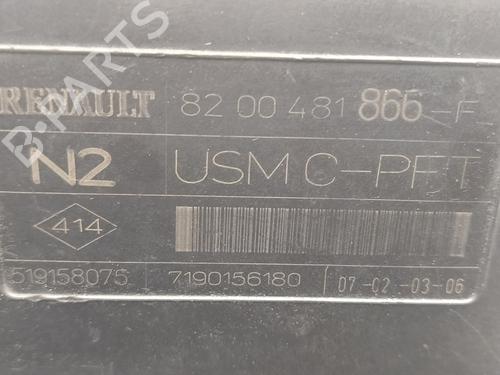 RENAULT 82 00 481 866-F
N2 USM C-PFT
414
519158075 7190156180 07-02-03-06
B-Parts